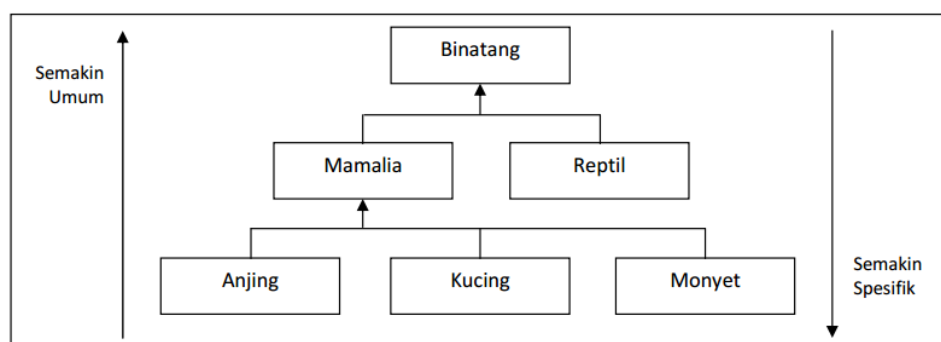 Binatang
Semakin
Umum
Mamalia
Reptil
Anjing
Kucing
Monyet
Semakin
Spesifik